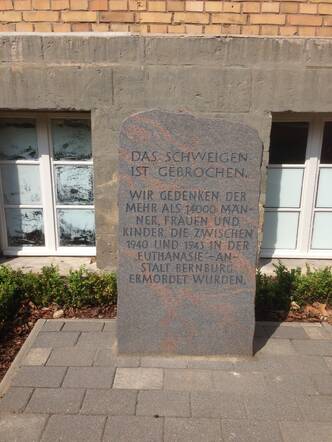 DAS SCHWEIGEN
IST GEBROCHEN.
WIR GEDENKEN DER
MEHR ALS 14000 MÄN-
NER, FRAUEN UND
KINDER, DIE ZWISCHEN
1940 UND 1943 IN DER
"EUTHANASIE"-AN-
STALT BERNBURG
ERMORDET WURDEN.